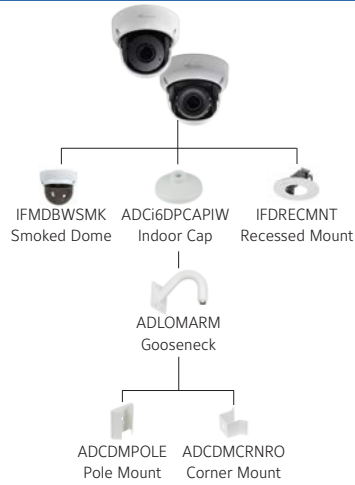 IFMDBWSMK
Smoked Dome
ADCi6DPCAPIW
Indoor Cap
IFDRECMNT
Recessed Mount
ADLOMARM
Gooseneck
ADCDMPOLE
Pole Mount
ADCDMCRNRO
Corner Mount